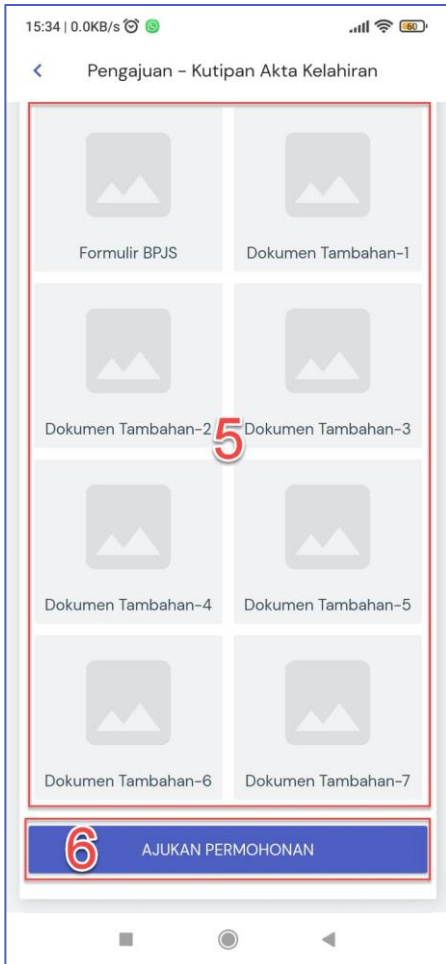 15:34 | 0.0KB/s 60
Pengajuan - Kutipan Akta Kelahiran
Formulir BPJS Dokumen Tambahan-1
Dokumen Tambahan-2 Dokumen Tambahan-3
5
Dokumen Tambahan-4 Dokumen Tambahan-5
Dokumen Tambahan-6 Dokumen Tambahan-7
6 AJUKAN PERMOHONAN